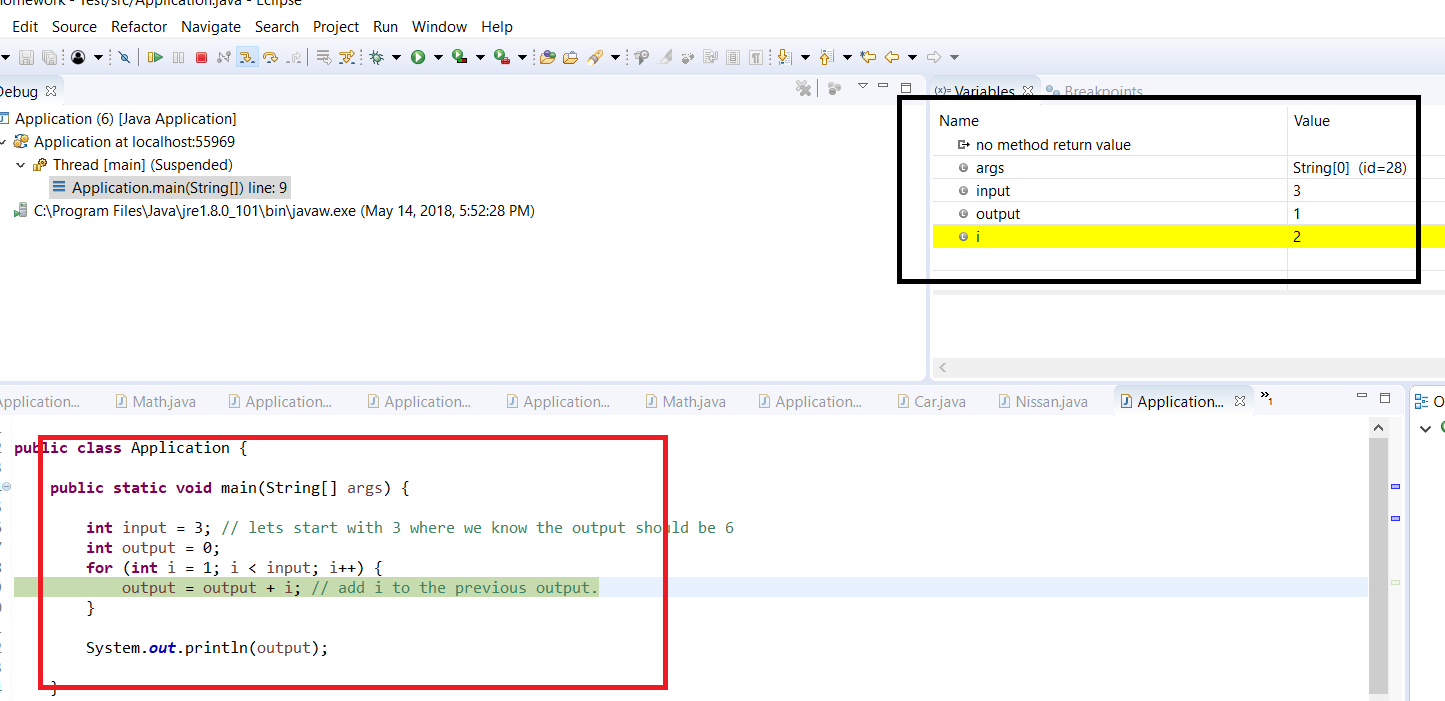 Homework - Test/src/Application.java - Eclipse
Edit Source Refactor Navigate Search Project Run Window Help
Debug
(x)= Variables Breakpoints
Application (6) [Java Application]
Application at localhost:55969
Thread [main] (Suspended)
Application.main(String[]) line: 9
C:\Program Files\Java\jre1.8.0_101\bin\javaw.exe (May 14, 2018, 5:52:28 PM)
Name Value
no method return value
args String[0] (id=28)
input 3
output 1
i 2
Application... Math.java Application... Application... Application... Math.java Application... Car.java Nissan.java Application... »1
public class Application {
public static void main(String[] args) {
int input = 3; // lets start with 3 where we know the output should be 6
int output = 0;
for (int i = 1; i < input; i++) {
output = output + i; // add i to the previous output.
}
System.out.println(output);
}